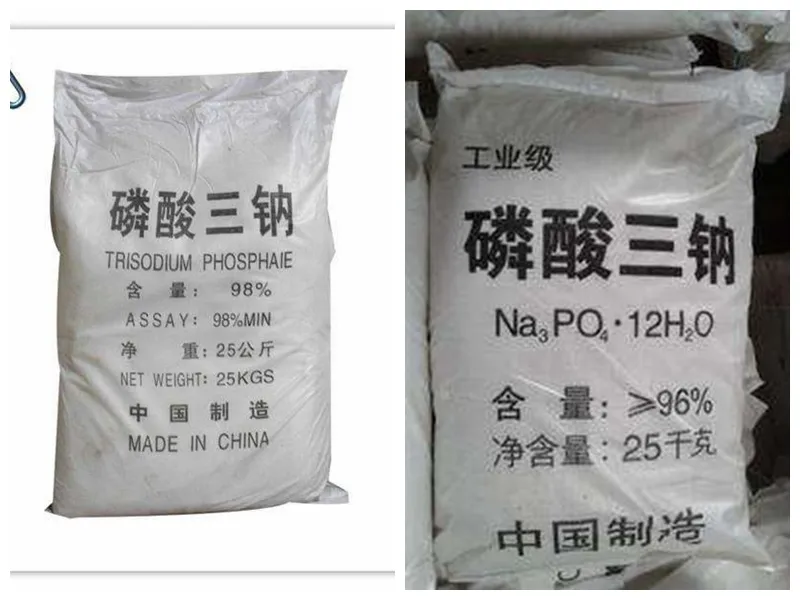 磷酸三钠
TRISODIUM PHOSPHAIE
含 量: 98%
ASSAY: 98%MIN
净 重: 25公斤
NET WEIGHT: 25KGS
中国制造
MADE IN CHINA
工业级
磷酸三钠
Na₃PO₄·12H₂O
含 量: ≥96%
净含量: 25千克
中国制造